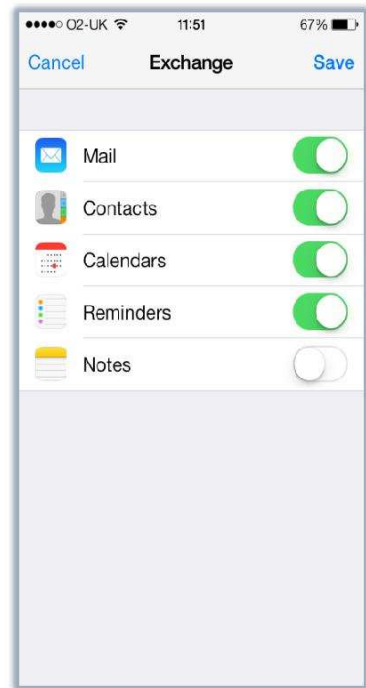 O2-UK 11:51 67%
Cancel Exchange Save
Mail
Contacts
Calendars
Reminders
Notes